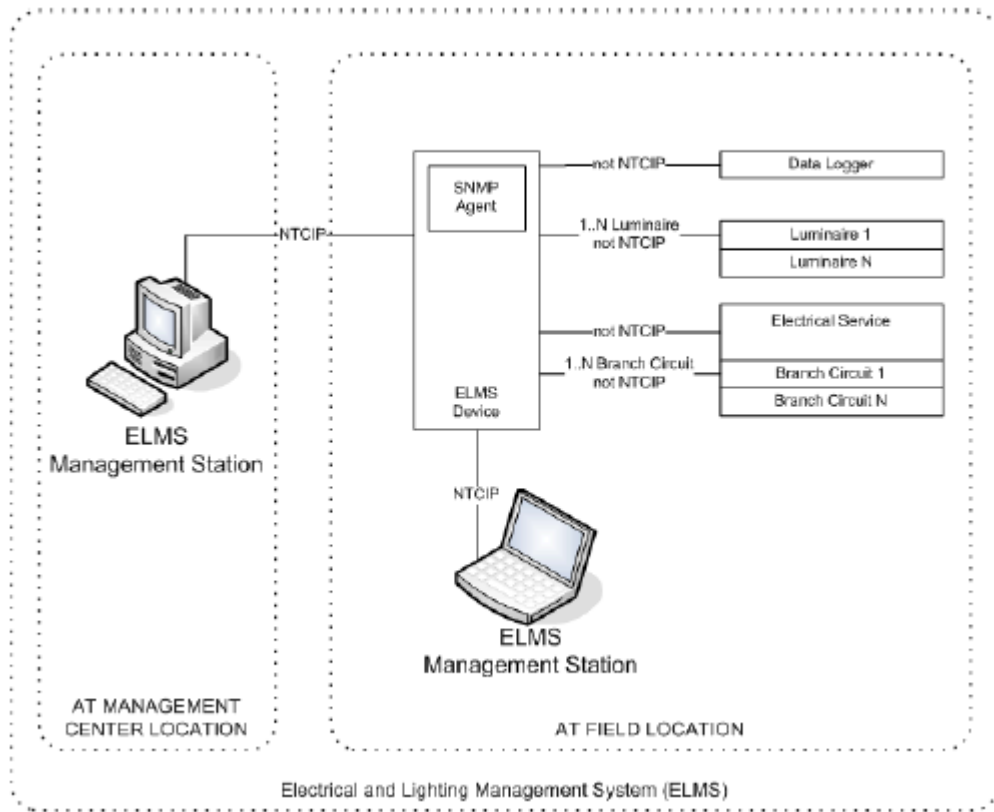 SNMP
Agent
not NTCIP
Data Logger
NTCIP
1..N Luminaire
not NTCIP
Luminaire 1
Luminaire N
not NTCIP
Electrical Service
1..N Branch Circuit
not NTCIP
Branch Circuit 1
Branch Circuit N
ELMS
Device
ELMS
Management Station
NTCIP
ELMS
Management Station
AT MANAGEMENT
CENTER LOCATION
AT FIELD LOCATION
Electrical and Lighting Management System (ELMS)